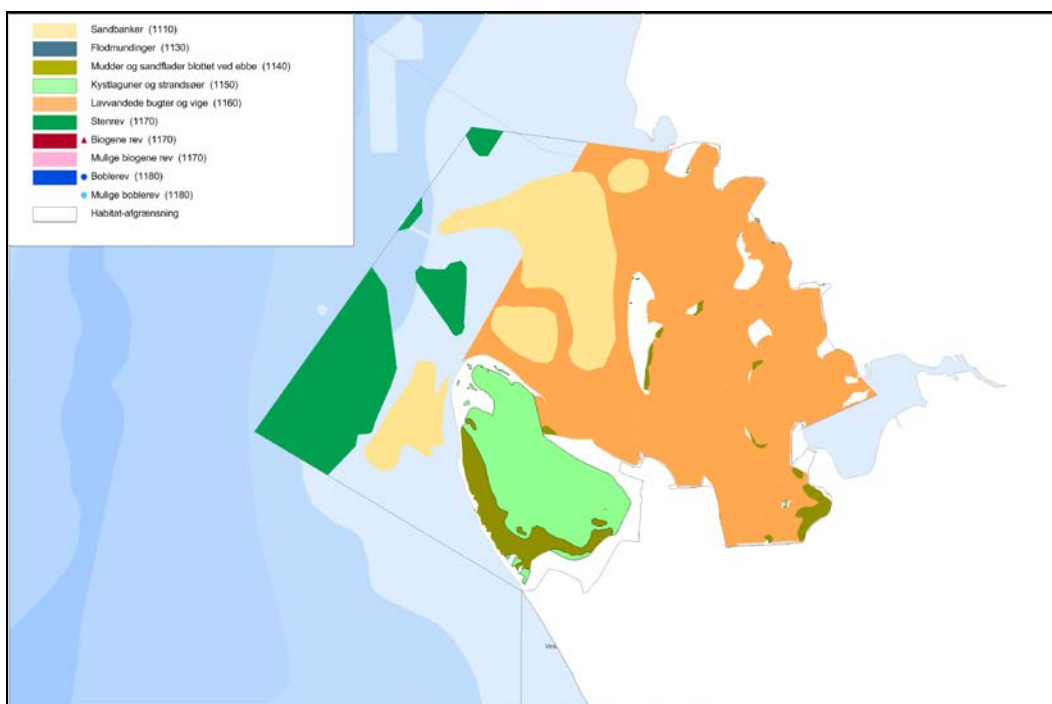 Sandbanker (1110)
Flodmundinger (1130)
Mudder og sandflader blottet ved ebbe (1140)
Kystlaguner og strandsøer (1150)
Lavvandede bugter og vige (1160)
Stenrev (1170)
Biogene rev (1170)
Mulige biogene rev (1170)
Boblerev (1180)
Mulige boblerev (1180)
Habitat-afgrænsning